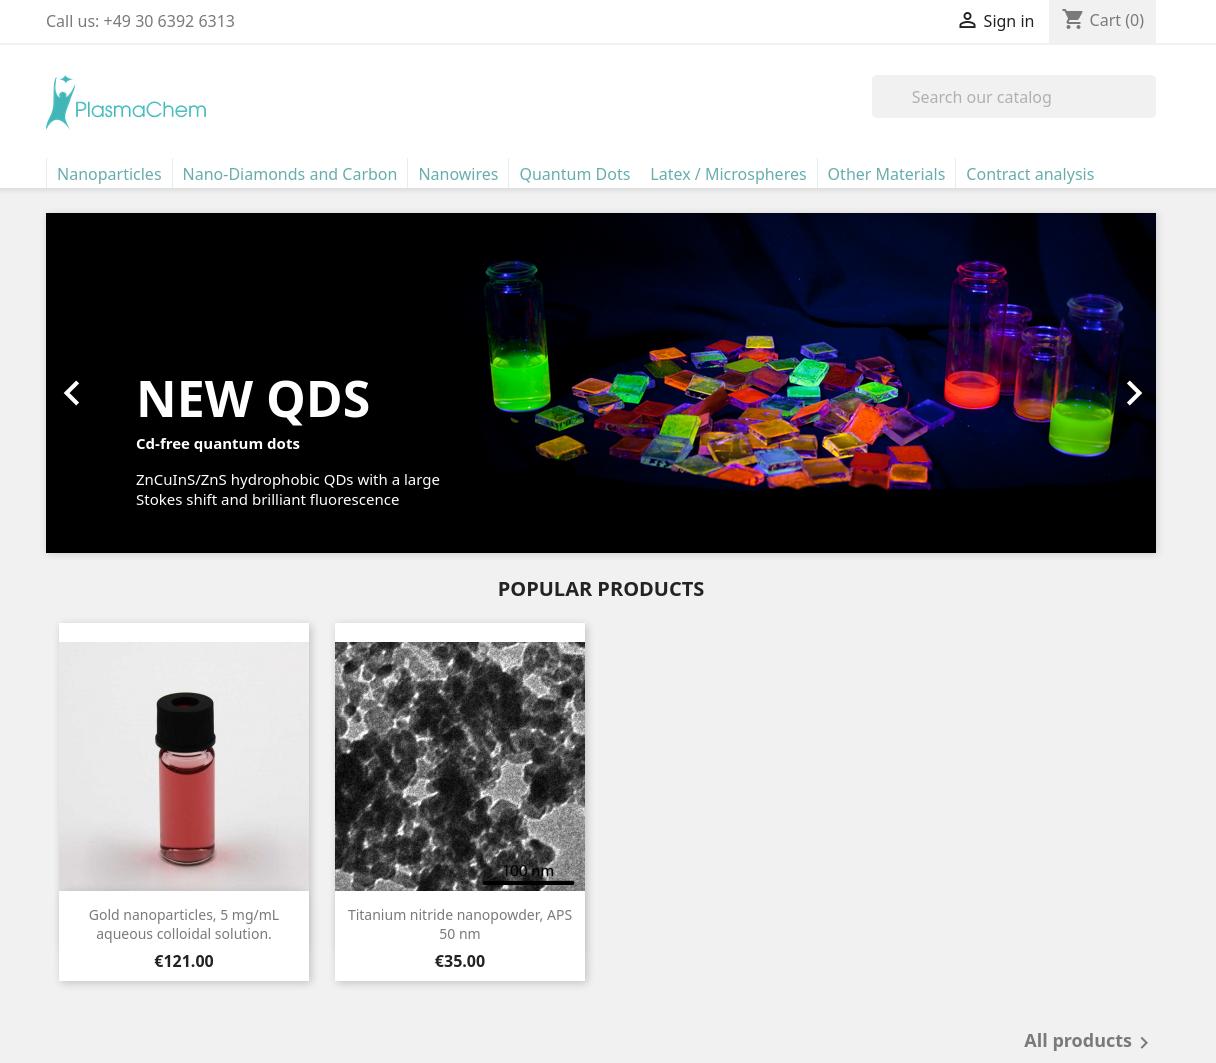 Call us: +49 30 6392 6313
Sign in
Cart (0)
PlasmaChem
Search our catalog
Nanoparticles
Nano-Diamonds and Carbon
Nanowires
Quantum Dots
Latex / Microspheres
Other Materials
Contract analysis
NEW QDS
Cd-free quantum dots
ZnCuInS/ZnS hydrophobic QDs with a large
Stokes shift and brilliant fluorescence
POPULAR PRODUCTS
100 nm
Gold nanoparticles, 5 mg/mL
aqueous colloidal solution.
€121.00
Titanium nitride nanopowder, APS
50 nm
€35.00
All products